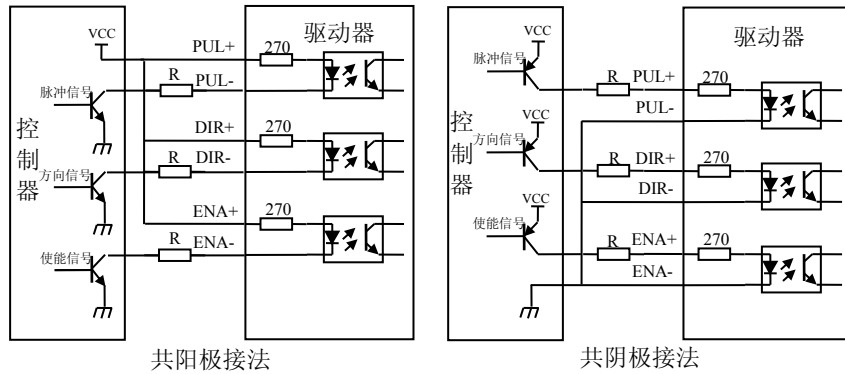 VCC
PUL+
270
驱动器
脉冲信号
R
PUL-
控制器
DIR+
270
方向信号
R
DIR-
ENA+
270
R
ENA-
使能信号
共阳极接法
VCC
驱动器
脉冲信号
R
PUL+
270
PUL-
控制器
VCC
方向信号
R
DIR+
270
DIR-
VCC
使能信号
R
ENA+
270
ENA-
共阴极接法